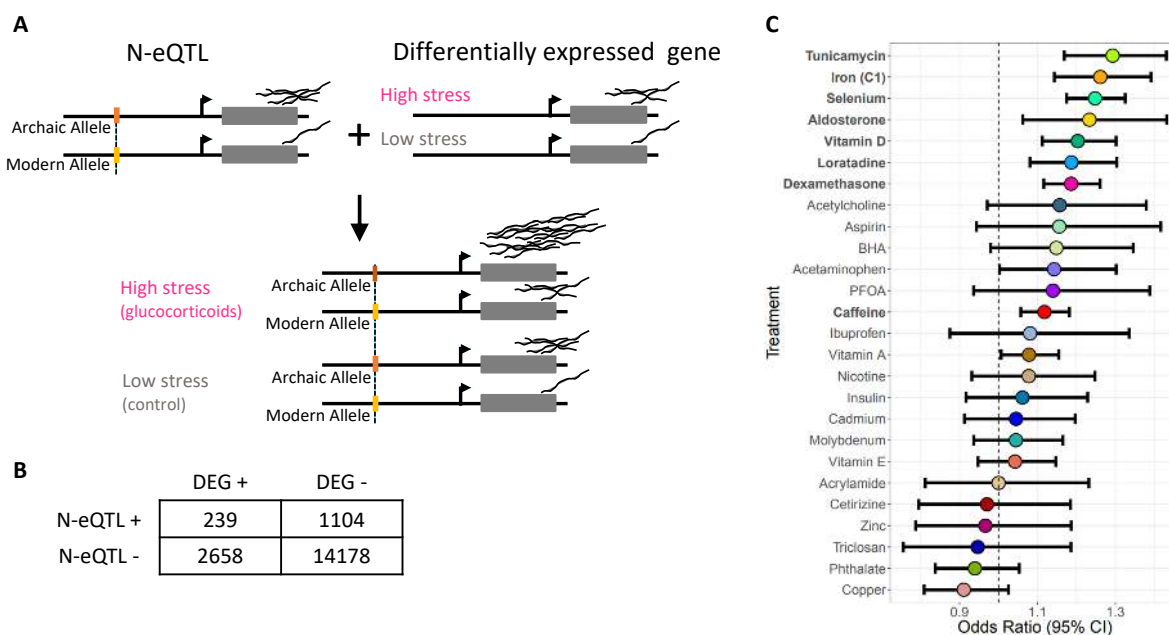 A
N-eQTL
Differentially expressed gene
Archaic Allele
Modern Allele
+
High stress
Low stress
High stress
(glucocorticoids)
Archaic Allele
Modern Allele
Low stress
(control)
Archaic Allele
Modern Allele
B
DEG + DEG -
N-eQTL + 239 1104
N-eQTL - 2658 14178
C
Treatment
Tunicamycin
Iron (C1)
Selenium
Aldosterone
Vitamin D
Loratadine
Dexamethasone
Acetylcholine
Aspirin
BHA
Acetaminophen
PFOA
Caffeine
Ibuprofen
Vitamin A
Nicotine
Insulin
Cadmium
Molybdenum
Vitamin E
Acrylamide
Cetirizine
Zinc
Triclosan
Phthalate
Copper
0.9 1.1 1.3
Odds Ratio (95% CI)